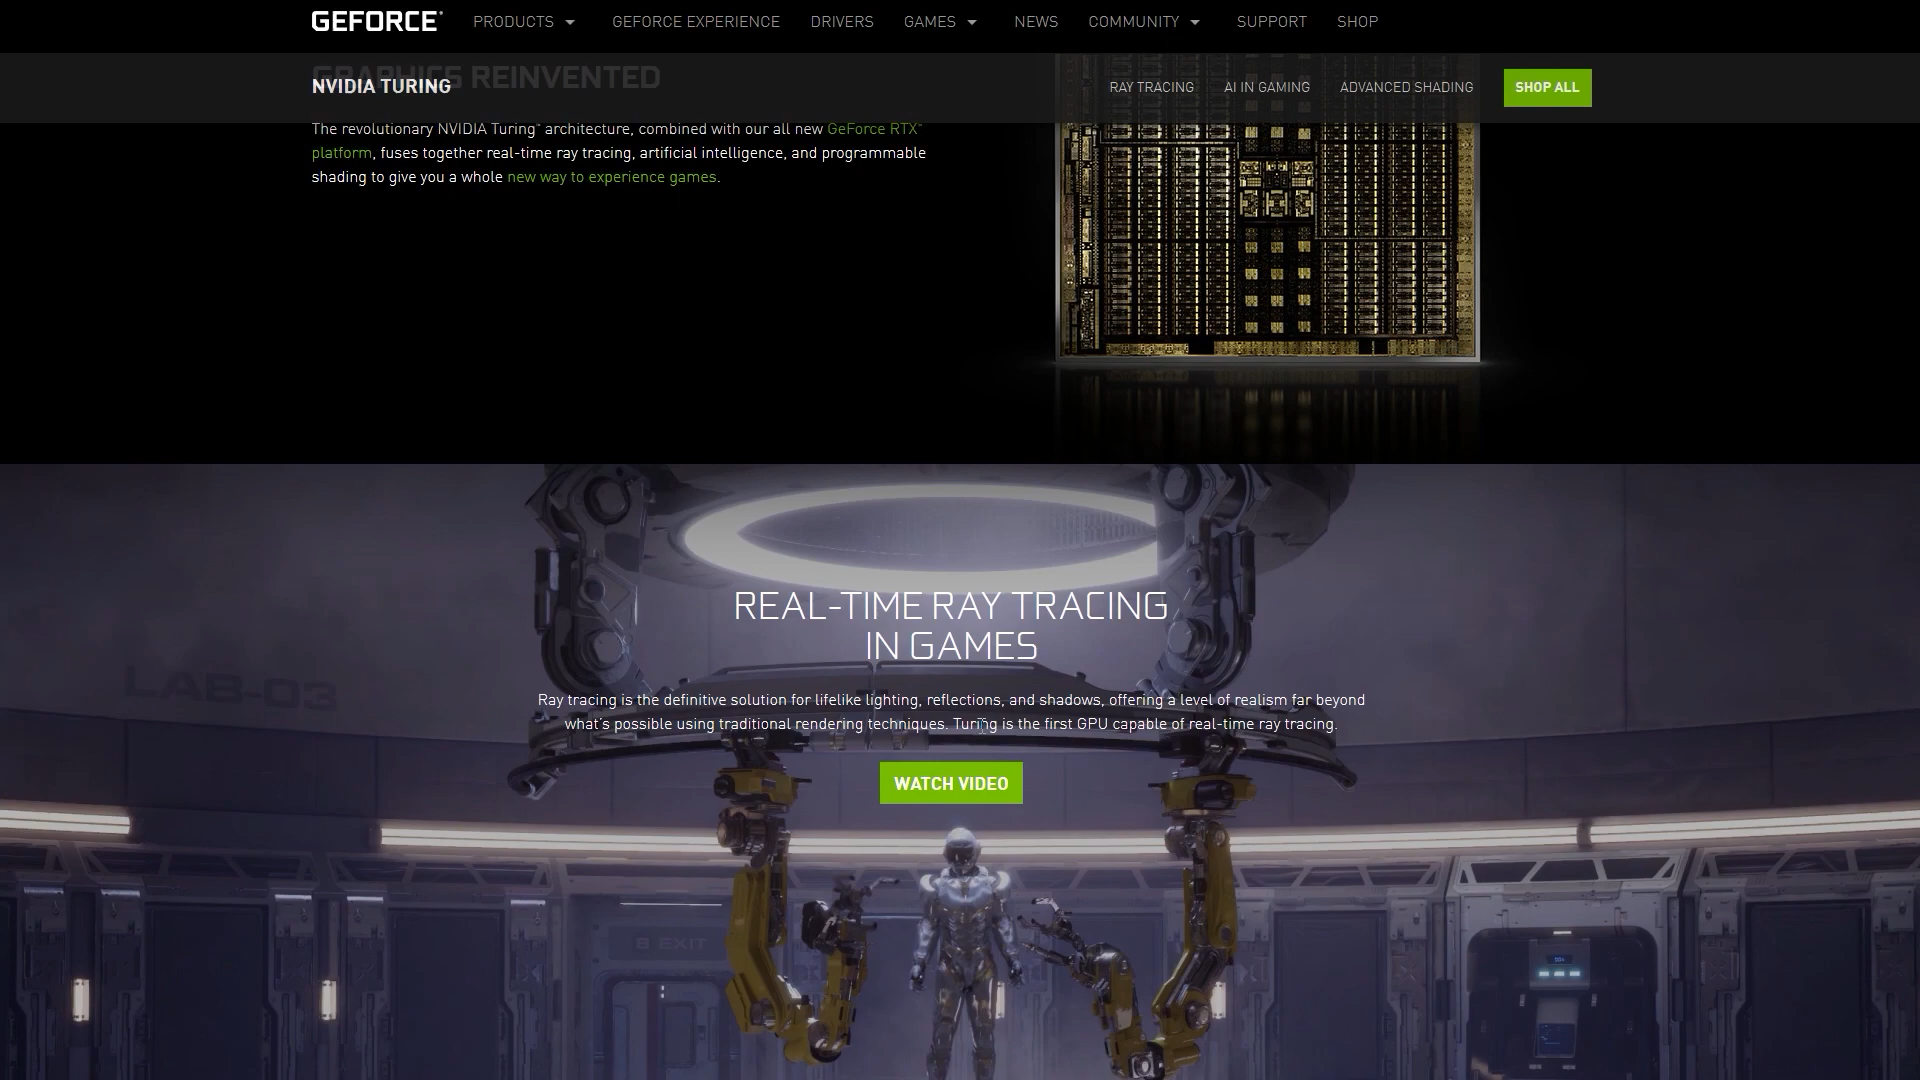 GEFORCE®
PRODUCTS
GEFORCE EXPERIENCE
DRIVERS
GAMES
NEWS
COMMUNITY
SUPPORT
SHOP
GRAPHICS REINVENTED
NVIDIA TURING
RAY TRACING
AI IN GAMING
ADVANCED SHADING
SHOP ALL
The revolutionary NVIDIA Turing™ architecture, combined with our all new GeForce RTX™
platform, fuses together real-time ray tracing, artificial intelligence, and programmable
shading to give you a whole new way to experience games.
REAL-TIME RAY TRACING
IN GAMES
LAB-03
Ray tracing is the definitive solution for lifelike lighting, reflections, and shadows, offering a level of realism far beyond
what's possible using traditional rendering techniques. Turing is the first GPU capable of real-time ray tracing.
WATCH VIDEO
EXIT